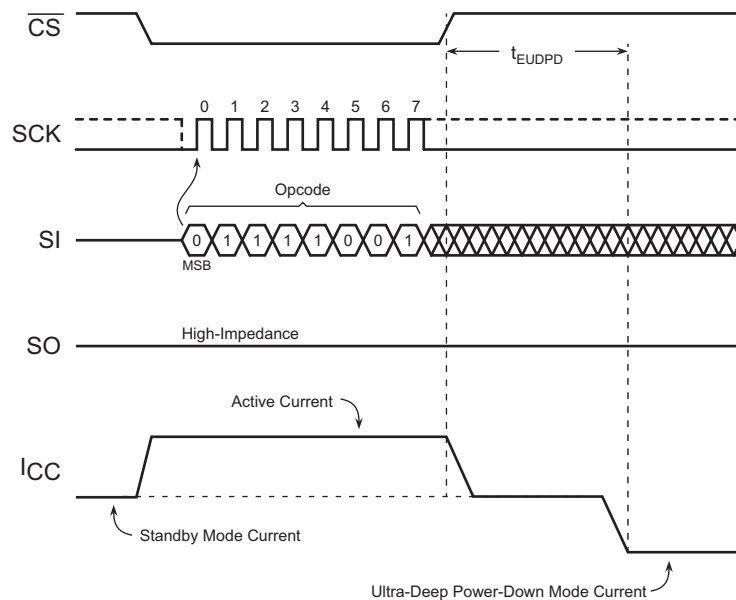 CS
tEUDPD
0 1 2 3 4 5 6 7
SCK
Opcode
SI
0 1 1 1 1 0 0 1
MSB
High-Impedance
SO
Active Current
ICC
Standby Mode Current
Ultra-Deep Power-Down Mode Current